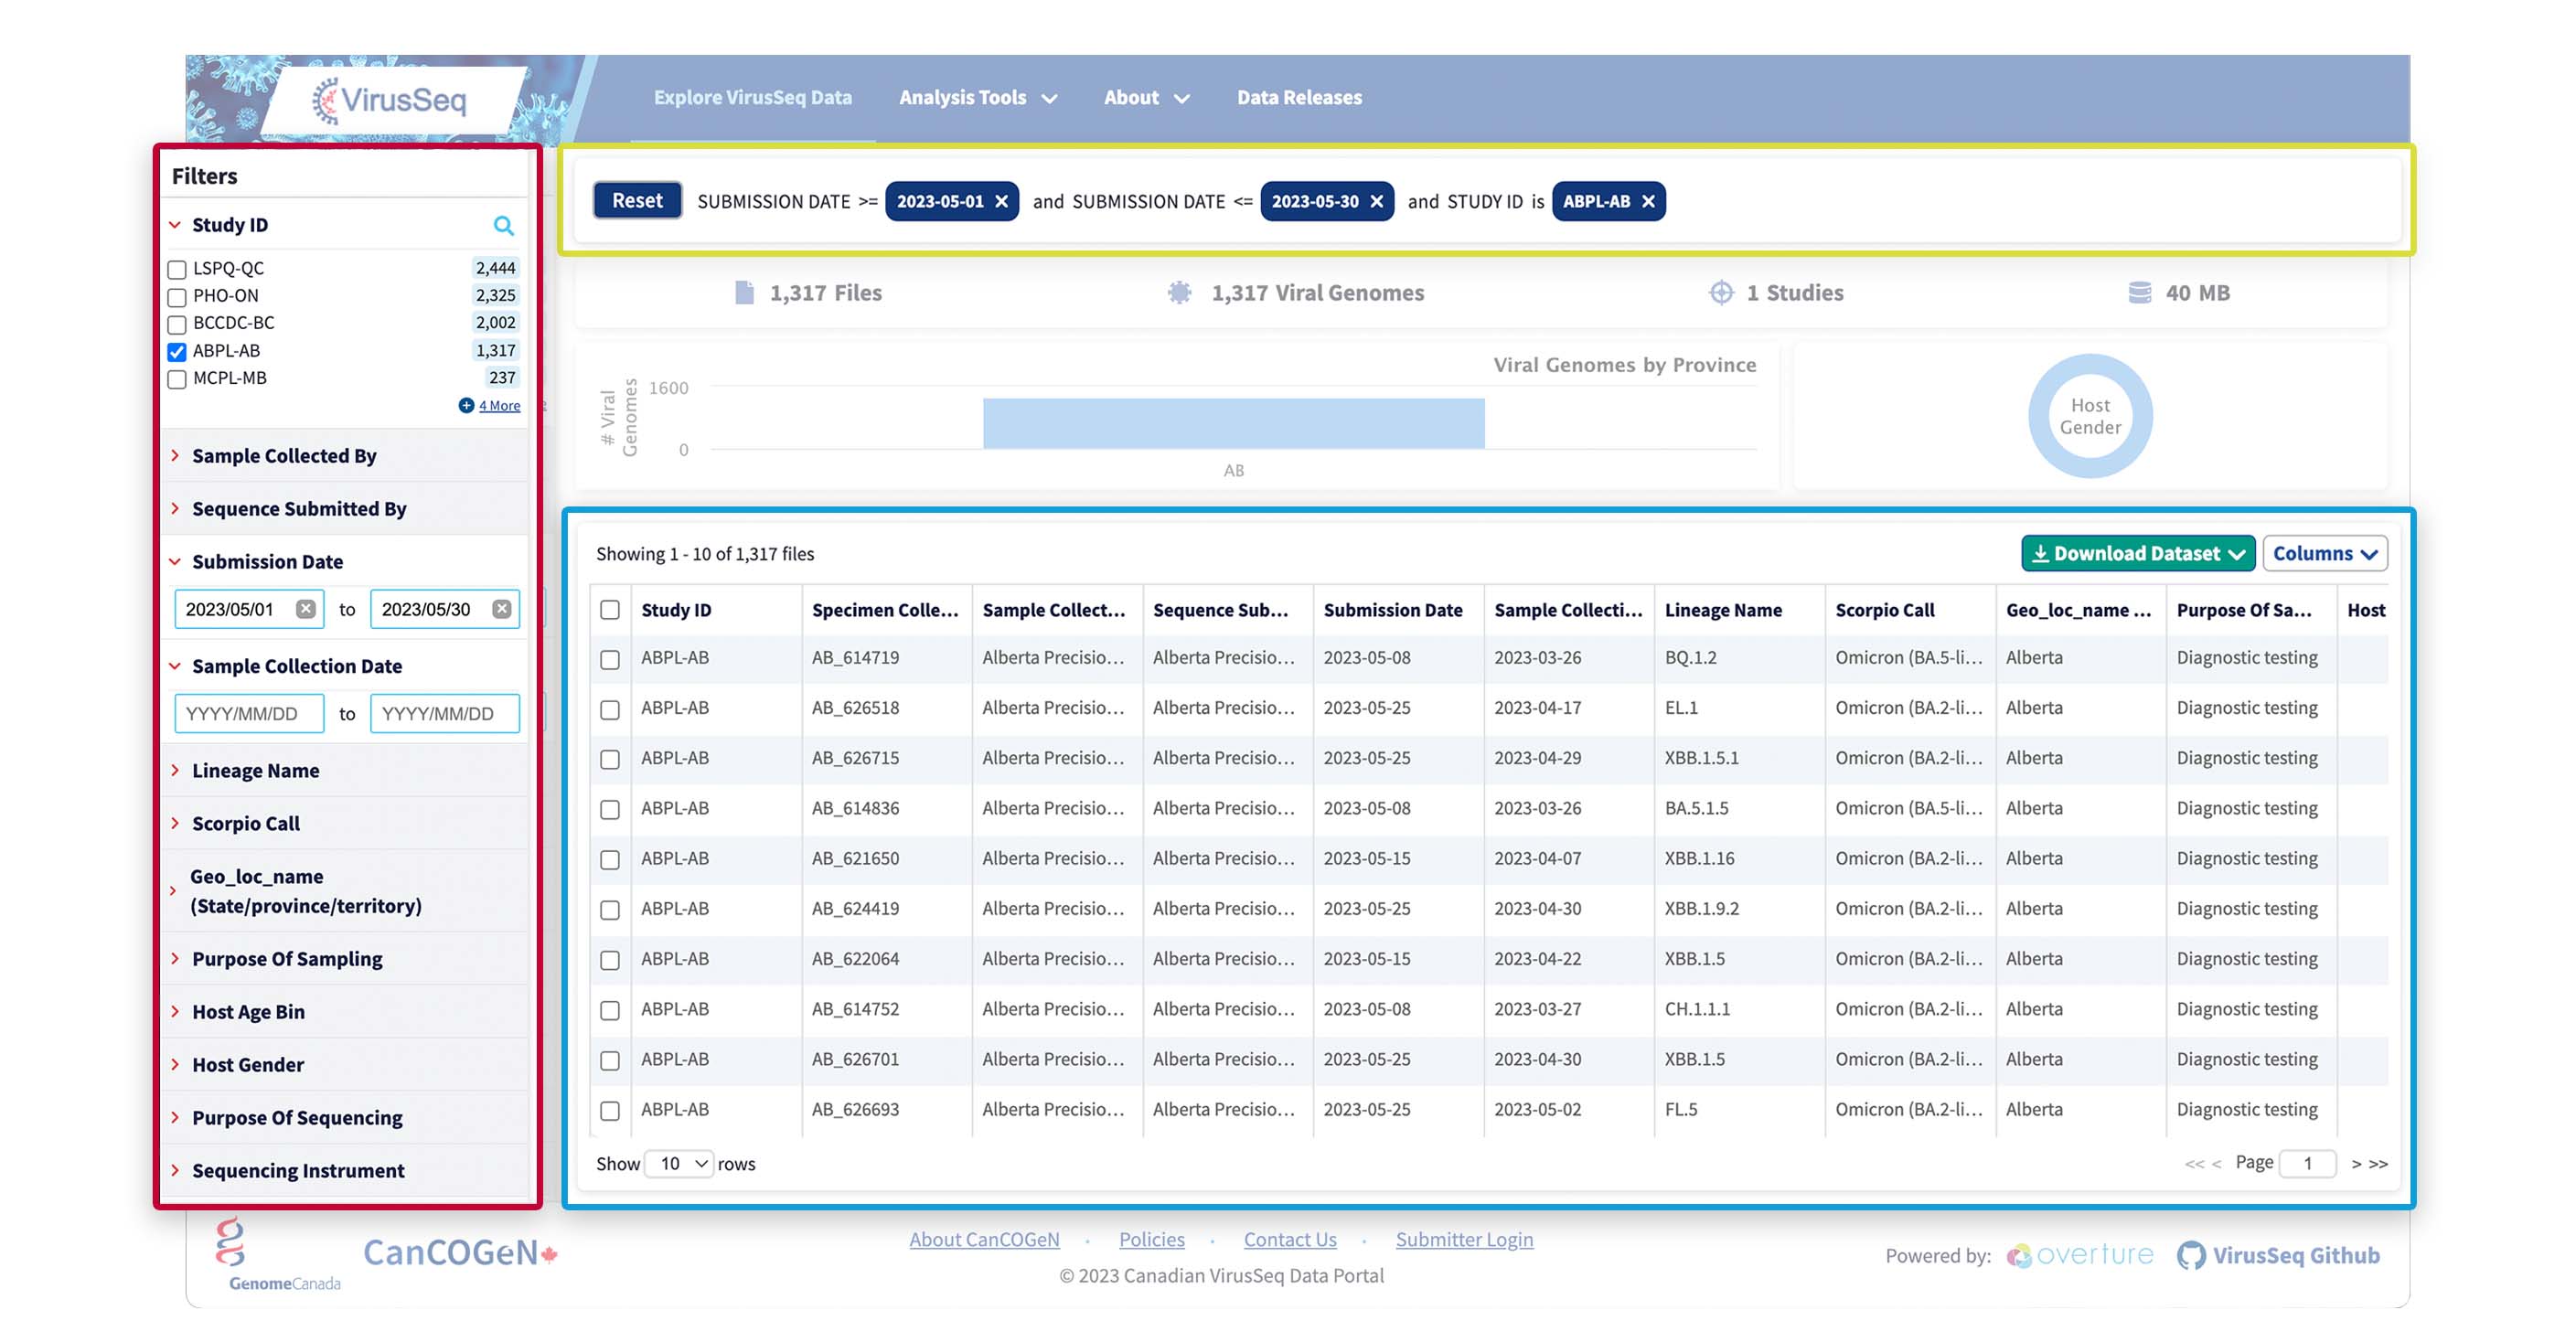 VirusSeq
Explore VirusSeq Data Analysis Tools About Data Releases
Filters
Study ID
LSPQ-QC 2,444
PHO-ON 2,325
BCCDC-BC 2,002
ABPL-AB 1,317
MCPL-MB 237
4 More
Sample Collected By
Sequence Submitted By
Submission Date
2023/05/01 to 2023/05/30
Sample Collection Date
YYYY/MM/DD to YYYY/MM/DD
Lineage Name
Scorpio Call
Geo_loc_name
(State/province/territory)
Purpose Of Sampling
Host Age Bin
Host Gender
Purpose Of Sequencing
Sequencing Instrument
Reset SUBMISSION DATE >= 2023-05-01 × and SUBMISSION DATE <= 2023-05-30 × and STUDY ID is ABPL-AB ×
1,317 Files 1,317 Viral Genomes 1 Studies 40 MB
Viral Genomes by Province
# Viral
Genomes
1600
0
AB
Host
Gender
Showing 1 - 10 of 1,317 files
Download Dataset Columns
Study ID Specimen Colle... Sample Collect... Sequence Sub... Submission Date Sample Collecti... Lineage Name Scorpio Call Geo_loc_name ... Purpose Of Sa... Host
ABPL-AB AB_614719 Alberta Precisio... Alberta Precisio... 2023-05-08 2023-03-26 BQ.1.2 Omicron (BA.5-li... Alberta Diagnostic testing
ABPL-AB AB_626518 Alberta Precisio... Alberta Precisio... 2023-05-25 2023-04-17 EL.1 Omicron (BA.2-li... Alberta Diagnostic testing
ABPL-AB AB_626715 Alberta Precisio... Alberta Precisio... 2023-05-25 2023-04-29 XBB.1.5.1 Omicron (BA.2-li... Alberta Diagnostic testing
ABPL-AB AB_614836 Alberta Precisio... Alberta Precisio... 2023-05-08 2023-03-26 BA.5.1.5 Omicron (BA.5-li... Alberta Diagnostic testing
ABPL-AB AB_621650 Alberta Precisio... Alberta Precisio... 2023-05-15 2023-04-07 XBB.1.16 Omicron (BA.2-li... Alberta Diagnostic testing
ABPL-AB AB_624419 Alberta Precisio... Alberta Precisio... 2023-05-25 2023-04-30 XBB.1.9.2 Omicron (BA.2-li... Alberta Diagnostic testing
ABPL-AB AB_622064 Alberta Precisio... Alberta Precisio... 2023-05-15 2023-04-22 XBB.1.5 Omicron (BA.2-li... Alberta Diagnostic testing
ABPL-AB AB_614752 Alberta Precisio... Alberta Precisio... 2023-05-08 2023-03-27 CH.1.1.1 Omicron (BA.2-li... Alberta Diagnostic testing
ABPL-AB AB_626701 Alberta Precisio... Alberta Precisio... 2023-05-25 2023-04-30 XBB.1.5 Omicron (BA.2-li... Alberta Diagnostic testing
ABPL-AB AB_626693 Alberta Precisio... Alberta Precisio... 2023-05-25 2023-05-02 FL.5 Omicron (BA.2-li... Alberta Diagnostic testing
Show 10 rows << < Page 1 > >>
GenomeCanada
CanCOGeN
About CanCOGeN · Policies · Contact Us · Submitter Login
© 2023 Canadian VirusSeq Data Portal
Powered by: overture VirusSeq Github